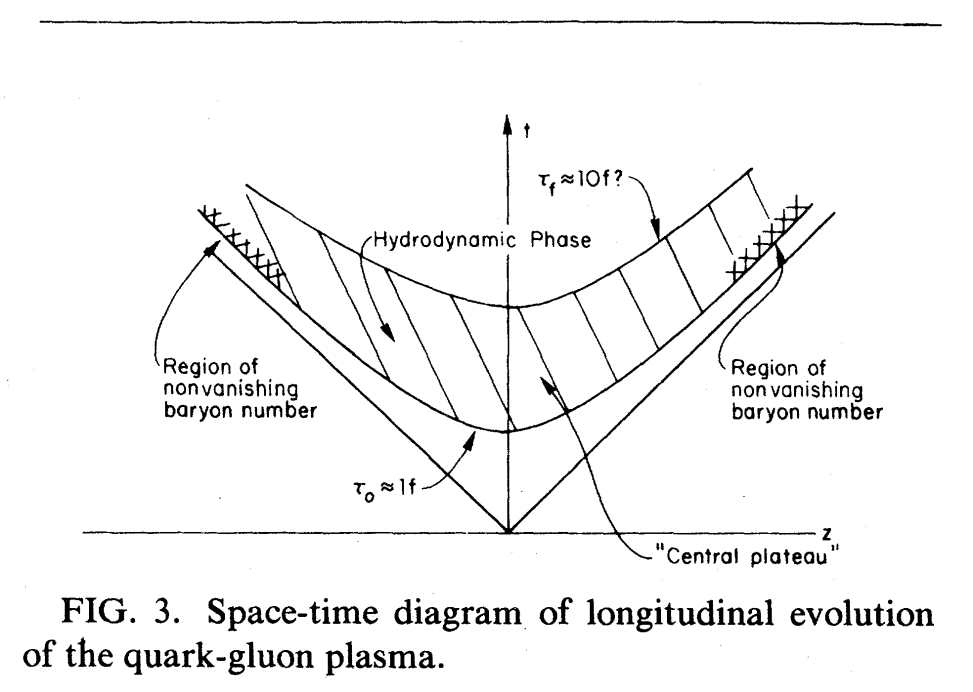 t
τf≈10f?
Hydrodynamic Phase
Region of
nonvanishing
baryon number
Region of
nonvanishing
baryon number
τo≈1f
z
"Central plateau"
FIG. 3. Space-time diagram of longitudinal evolution
of the quark-gluon plasma.